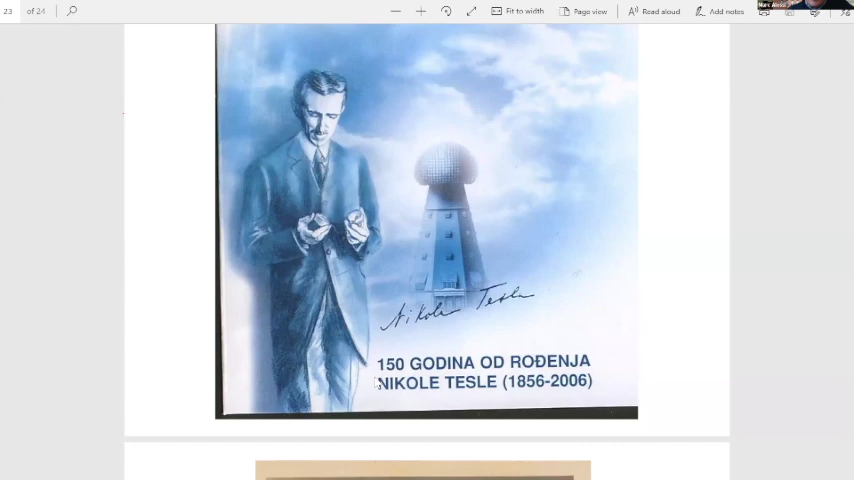 23 of 24
Fit to width
Page view
Read aloud
Add notes
Nikola Tesla
150 GODINA OD ROĐENJA
NIKOLE TESLE (1856-2006)